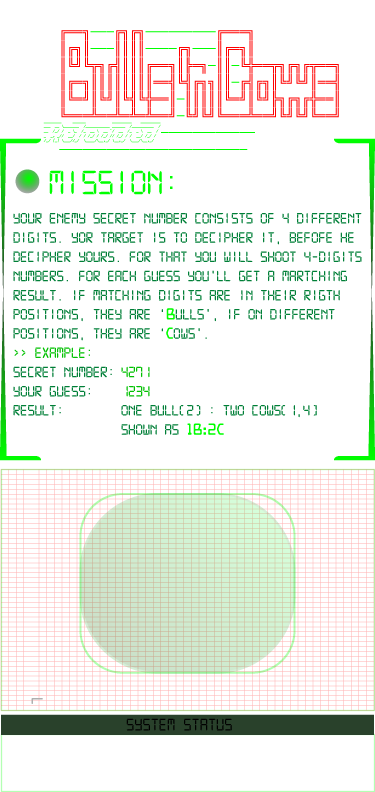 Bulls'n'Cows
Reloaded
MISSION:
YOUR ENEMY SECRET NUMBER CONSISTS OF 4 DIFFERENT
DIGITS. YOR TARGET IS TO DECIPHER IT, BEFOFE HE
DECIPHER YOURS. FOR THAT YOU WILL SHOOT 4-DIGITS
NUMBERS. FOR EACH GUESS YOU'LL GET A MARTCHING
RESULT. IF MATCHING DIGITS ARE IN THEIR RIGTH
POSITIONS, THEY ARE 'BULLS', IF ON DIFFERENT
POSITIONS, THEY ARE 'COWS'.
>> EXAMPLE:
SECRET NUMBER: 4271
YOUR GUESS: 1234
RESULT: ONE BULL(2) : TWO COWS(1,4)
SHOWN AS 1B:2C
SYSTEM STATUS